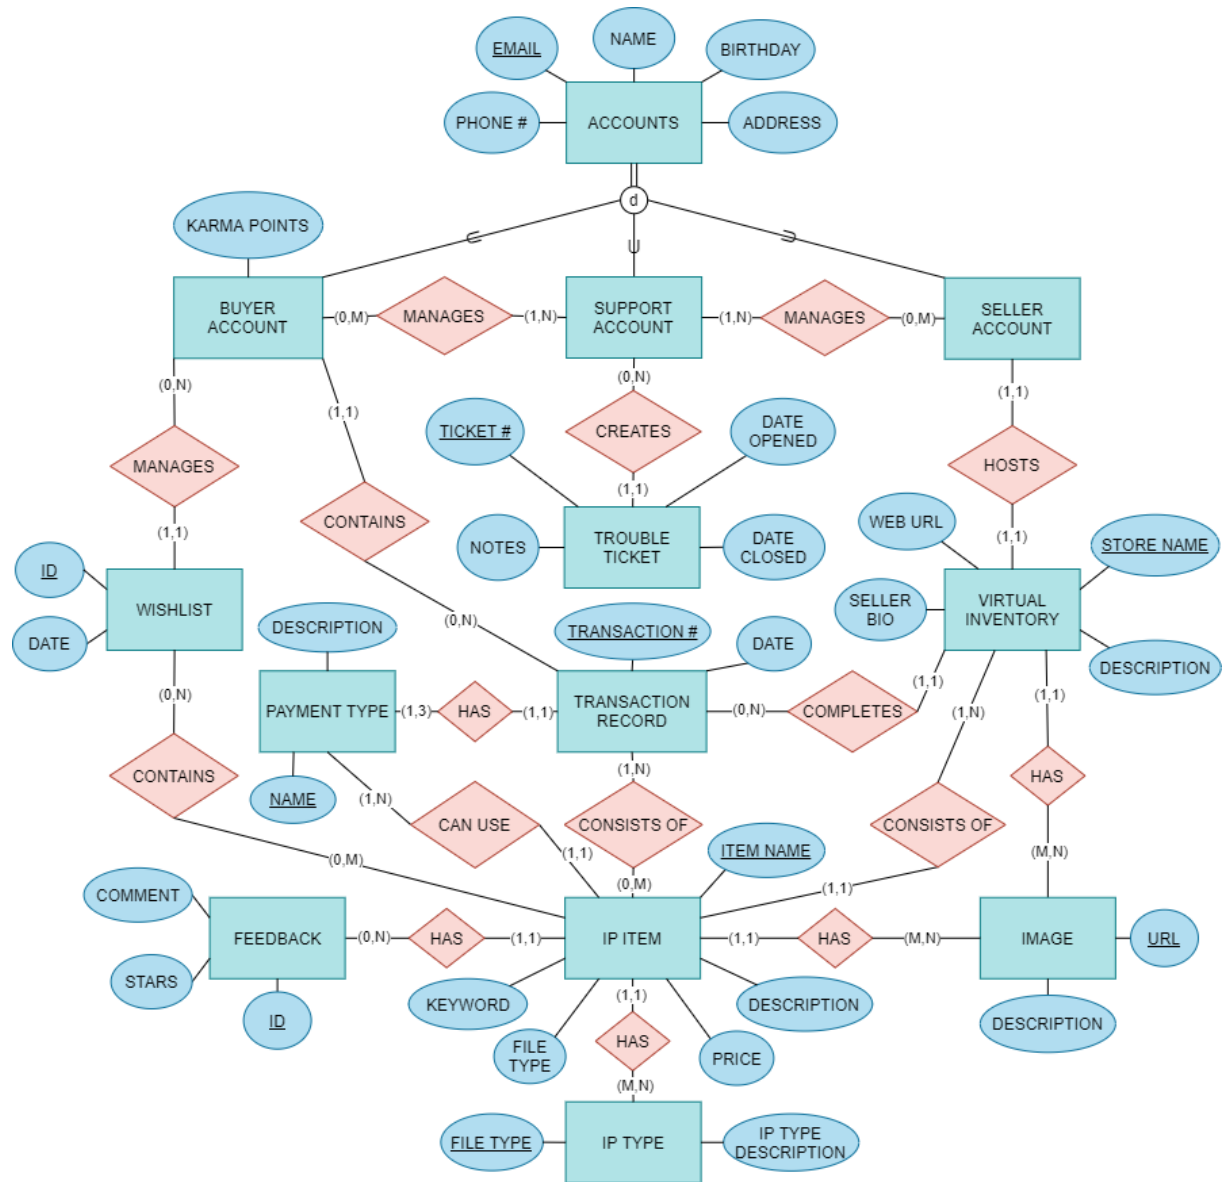 NAME
EMAIL
BIRTHDAY
PHONE #
ACCOUNTS
ADDRESS
d
KARMA POINTS
U
U
U
BUYER
ACCOUNT
(0,M)
MANAGES
(1,N)
SUPPORT
ACCOUNT
(1,N)
MANAGES
(0,M)
SELLER
ACCOUNT
(0,N)
(1,1)
(0,N)
(1,1)
TICKET #
CREATES
DATE
OPENED
MANAGES
HOSTS
(1,1)
CONTAINS
(1,1)
WEB URL
(1,1)
(1,1)
NOTES
TROUBLE
TICKET
DATE
CLOSED
STORE NAME
ID
WISHLIST
SELLER
BIO
VIRTUAL
INVENTORY
DATE
DESCRIPTION
(0,N)
TRANSACTION #
DATE
DESCRIPTION
(0,N)
(1,1)
(1,1)
PAYMENT TYPE
(1,3)
HAS
(1,1)
TRANSACTION
RECORD
(0,N)
COMPLETES
(1,N)
CONTAINS
(1,N)
HAS
NAME
(1,N)
CAN USE
CONSISTS OF
CONSISTS OF
(0,M)
(1,1)
ITEM NAME
(M,N)
(0,M)
(1,1)
COMMENT
FEEDBACK
(0,N)
HAS
(1,1)
IP ITEM
(1,1)
HAS
(M,N)
IMAGE
URL
STARS
KEYWORD
(1,1)
DESCRIPTION
ID
DESCRIPTION
FILE
TYPE
HAS
PRICE
(M,N)
FILE TYPE
IP TYPE
IP TYPE
DESCRIPTION